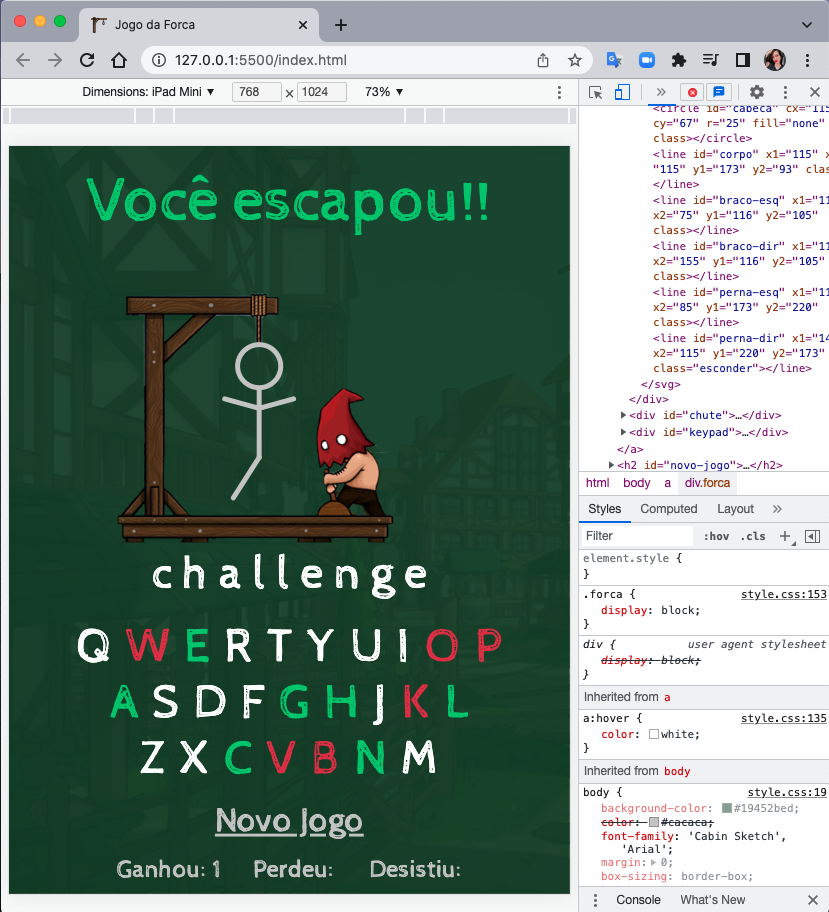 Jogo da Forca
127.0.0.1:5500/index.html
Dimensions: iPad Mini ▼ 768 × 1024 73% ▼
Você escapou!!
challenge
Q W E R T Y U I O P
A S D F G H J K L
Z X C V B N M
Novo Jogo
Ganhou: 1 Perdeu: Desistiu:
<circle id="cabeca" cx="115
cy="67" r="25" fill="none"
class></circle>
<line id="corpo" x1="115" x
"115" y1="173" y2="93" clas
</line>
<line id="braco-esq" x1="11
x2="75" y1="116" y2="105"
class></line>
<line id="braco-dir" x1="11
x2="155" y1="116" y2="105"
class></line>
<line id="perna-esq" x1="11
x2="85" y1="173" y2="220"
class></line>
<line id="perna-dir" x1="14
x2="115" y1="220" y2="173"
class="esconder"></line>
</svg>
</div>
<div id="chute">…</div>
<div id="keypad">…</div>
</a>
<h2 id="novo-jogo">…</h2>
html body a div.forca
Styles Computed Layout »
Filter :hov .cls +
element.style {
}
.forca { style.css:153
display: block;
}
div { user agent stylesheet
display: block;
}
Inherited from a
a:hover { style.css:135
color: white;
}
Inherited from body
body { style.css:19
background-color: #19452bed;
color: #cacaca;
font-family: 'Cabin Sketch',
'Arial';
margin: 0;
box-sizing: border-box;
Console What's New